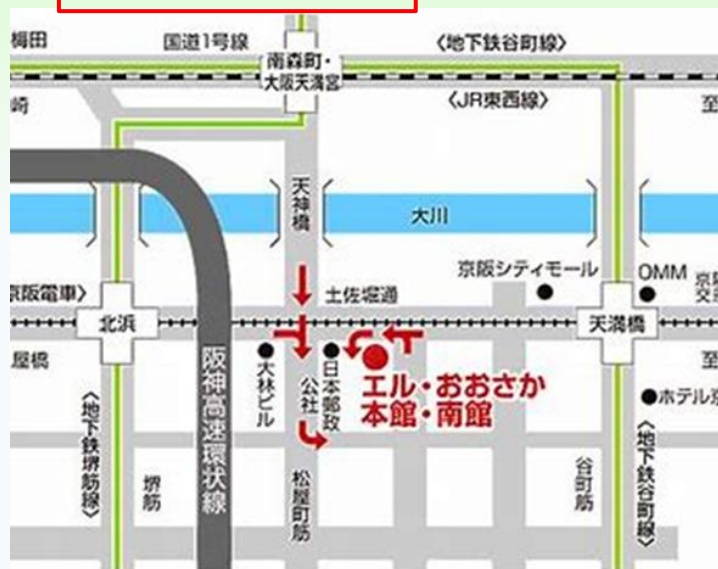 梅田
国道1号線
〈地下鉄谷町線〉
南森町・
大阪天満宮
崎
〈JR東西線〉
至
天神橋
大川
京阪シティモール
OMM
京阪電車〉
土佐堀通
北浜
天満橋
屋橋
大林ビル
公社
日本郵政
エル・おおさか
本館・南館
至
ホテル京
〈地下鉄堺筋線〉
堺筋
阪神高速環状線
松屋町筋
谷町筋
〈地下鉄谷町線〉